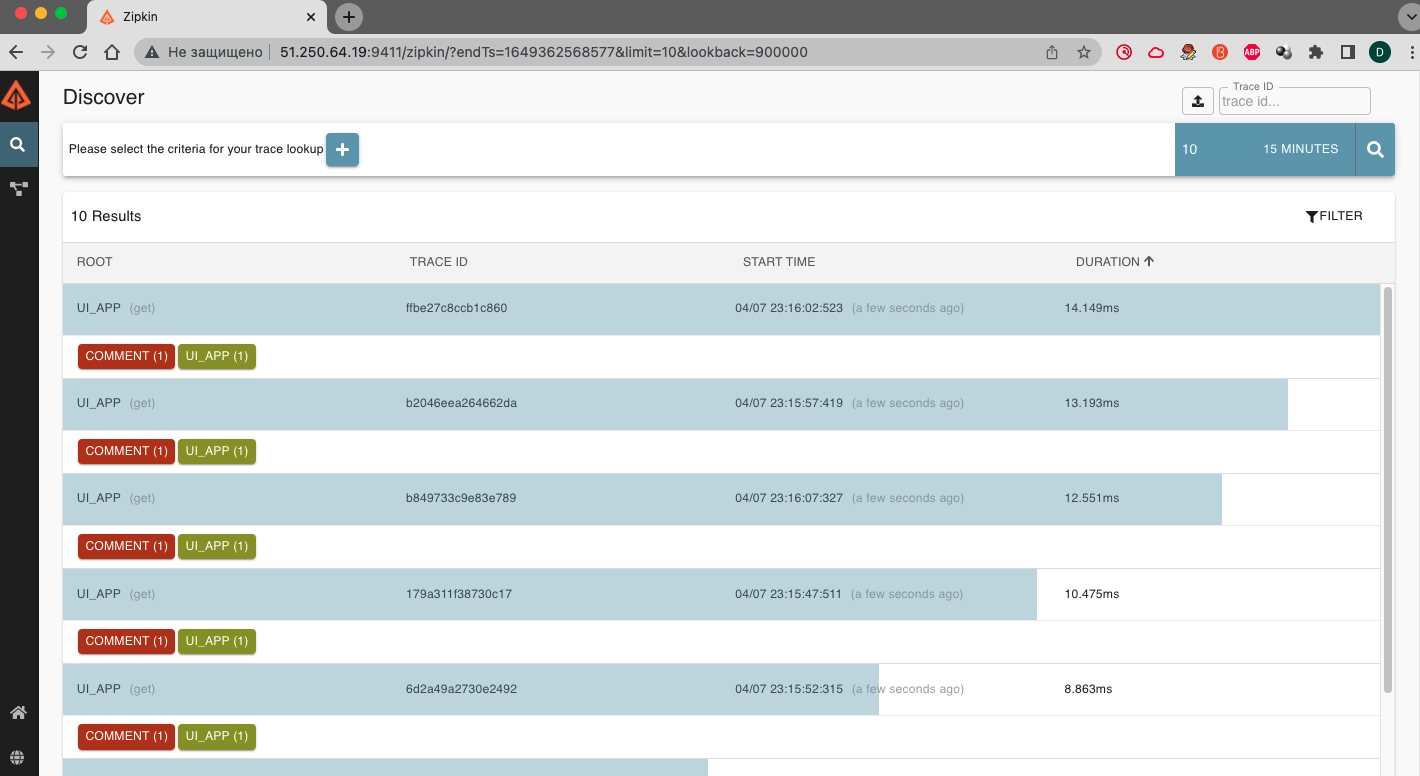 Zipkin
Не защищено 51.250.64.19:9411/zipkin/?endTs=1649362568577&limit=10&lookback=900000
ABP
D
Discover
Trace ID
trace id...
Please select the criteria for your trace lookup
10 15 MINUTES
10 Results
FILTER
ROOT TRACE ID START TIME DURATION
UI_APP (get) ffbe27c8ccb1c860 04/07 23:16:02:523 (a few seconds ago) 14.149ms
COMMENT (1) UI_APP (1)
UI_APP (get) b2046eea264662da 04/07 23:15:57:419 (a few seconds ago) 13.193ms
COMMENT (1) UI_APP (1)
UI_APP (get) b849733c9e83e789 04/07 23:16:07:327 (a few seconds ago) 12.551ms
COMMENT (1) UI_APP (1)
UI_APP (get) 179a311f38730c17 04/07 23:15:47:511 (a few seconds ago) 10.475ms
COMMENT (1) UI_APP (1)
UI_APP (get) 6d2a49a2730e2492 04/07 23:15:52:315 (a few seconds ago) 8.863ms
COMMENT (1) UI_APP (1)